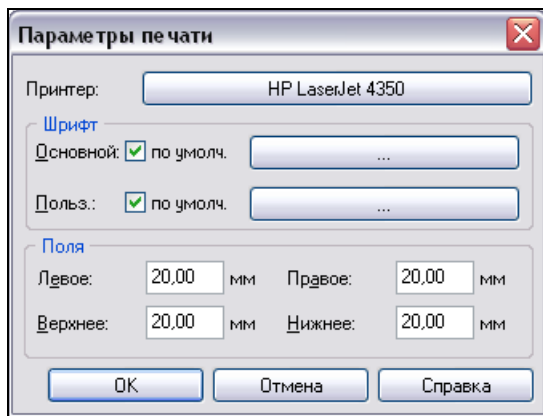 Параметры печати
Принтер: HP LaserJet 4350
Шрифт
Основной: по умолч. ...
Польз.: по умолч. ...
Поля
Левое: 20,00 мм Правое: 20,00 мм
Верхнее: 20,00 мм Нижнее: 20,00 мм
OK Отмена Справка